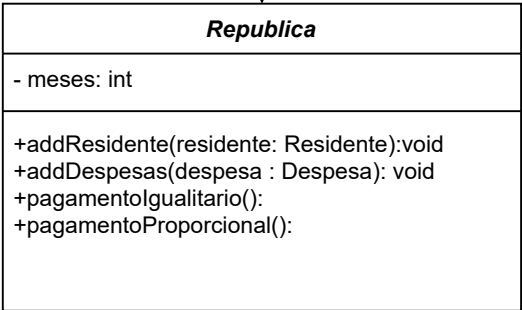 Republica
- meses: int
+addResidente(residente: Residente):void
+addDespesas(despesa : Despesa): void
+pagamentoIgualitario():
+pagamentoProporcional():